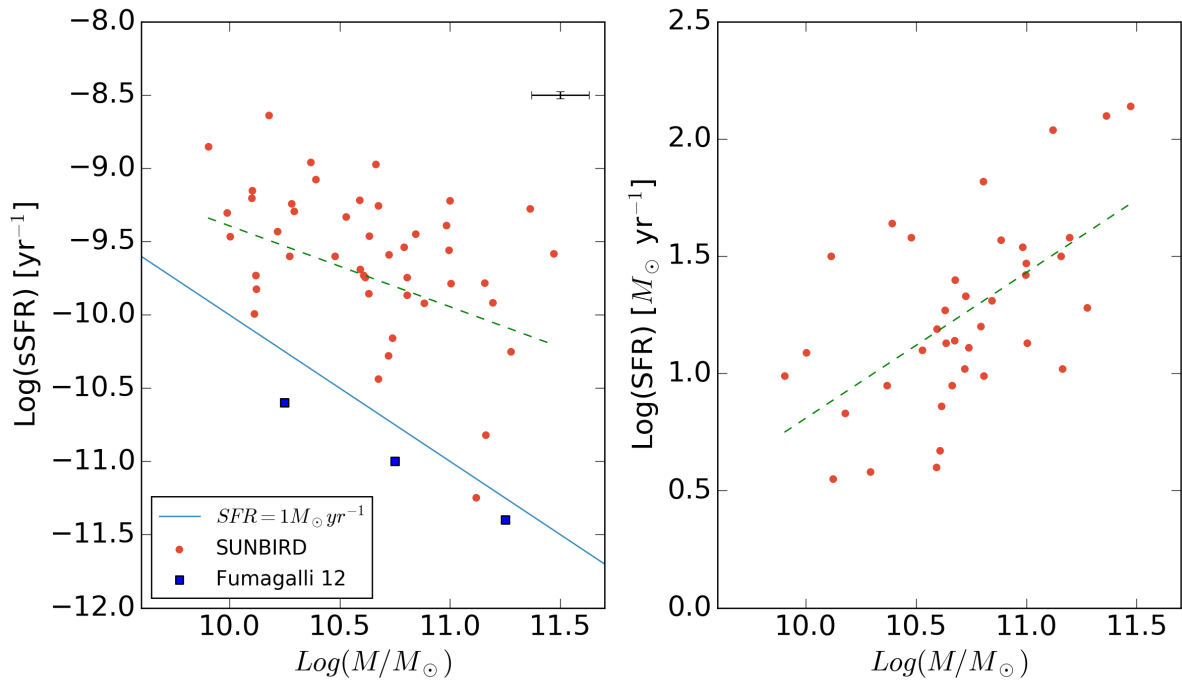 −8.0
−8.5
−9.0
−9.5
−10.0
−10.5
−11.0
−11.5
−12.0
Log(sSFR) [yr⁻¹]
SFR = 1M⊙yr⁻¹
SUNBIRD
Fumagalli 12
10.0 10.5 11.0 11.5
Log(M/M⊙)
2.5
2.0
1.5
1.0
0.5
0.0
Log(SFR) [M⊙ yr⁻¹]
10.0 10.5 11.0 11.5
Log(M/M⊙)